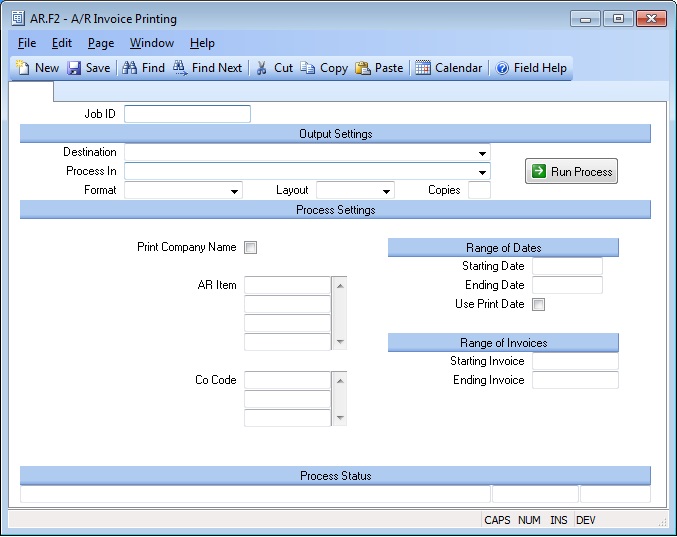 AR.F2 - A/R Invoice Printing
File Edit Page Window Help
New Save Find Find Next Cut Copy Paste Calendar Field Help
Job ID
Output Settings
Destination
Process In
Run Process
Format Layout Copies
Process Settings
Print Company Name
Range of Dates
Starting Date
AR Item
Ending Date
Use Print Date
Range of Invoices
Starting Invoice
Co Code
Ending Invoice
Process Status
CAPS NUM INS DEV